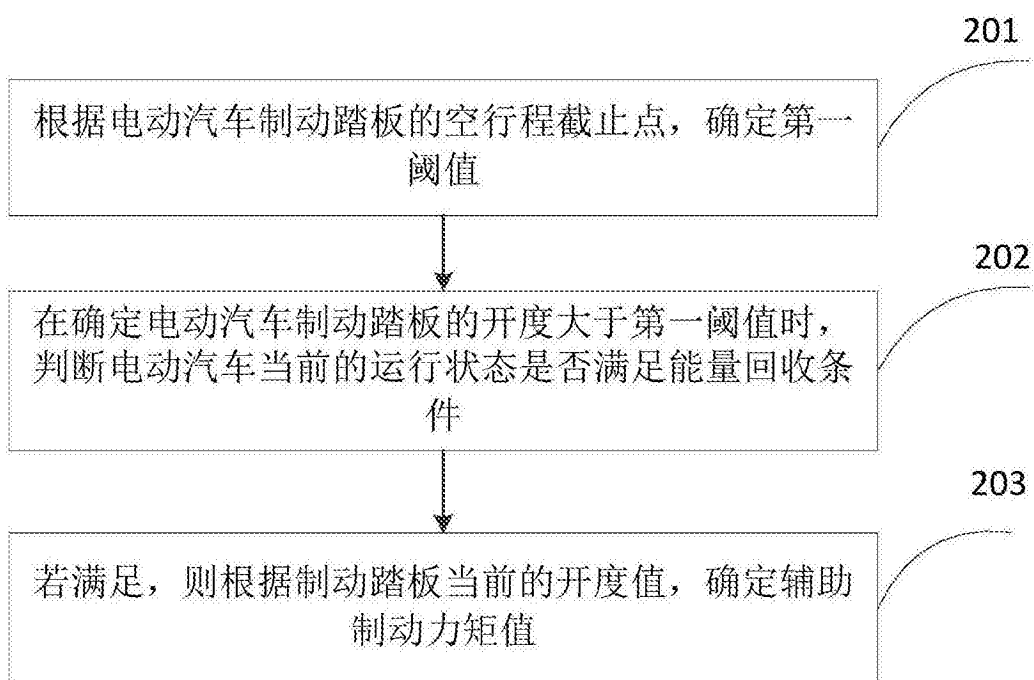 201
根据电动汽车制动踏板的空行程截止点，确定第一
阈值
202
在确定电动汽车制动踏板的开度大于第一阈值时，
判断电动汽车当前的运行状态是否满足能量回收条
件
203
若满足，则根据制动踏板当前的开度值，确定辅助
制动力矩值